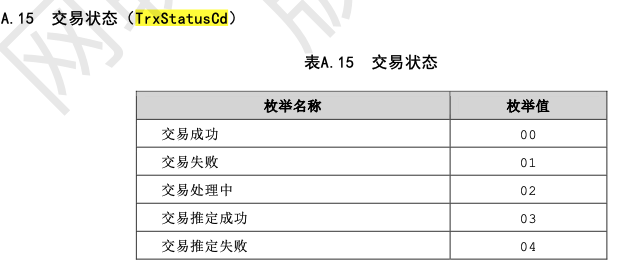 A.15 交易状态（TrxStatusCd）
表A.15 交易状态
枚举名称 枚举值
交易成功 00
交易失败 01
交易处理中 02
交易推定成功 03
交易推定失败 04